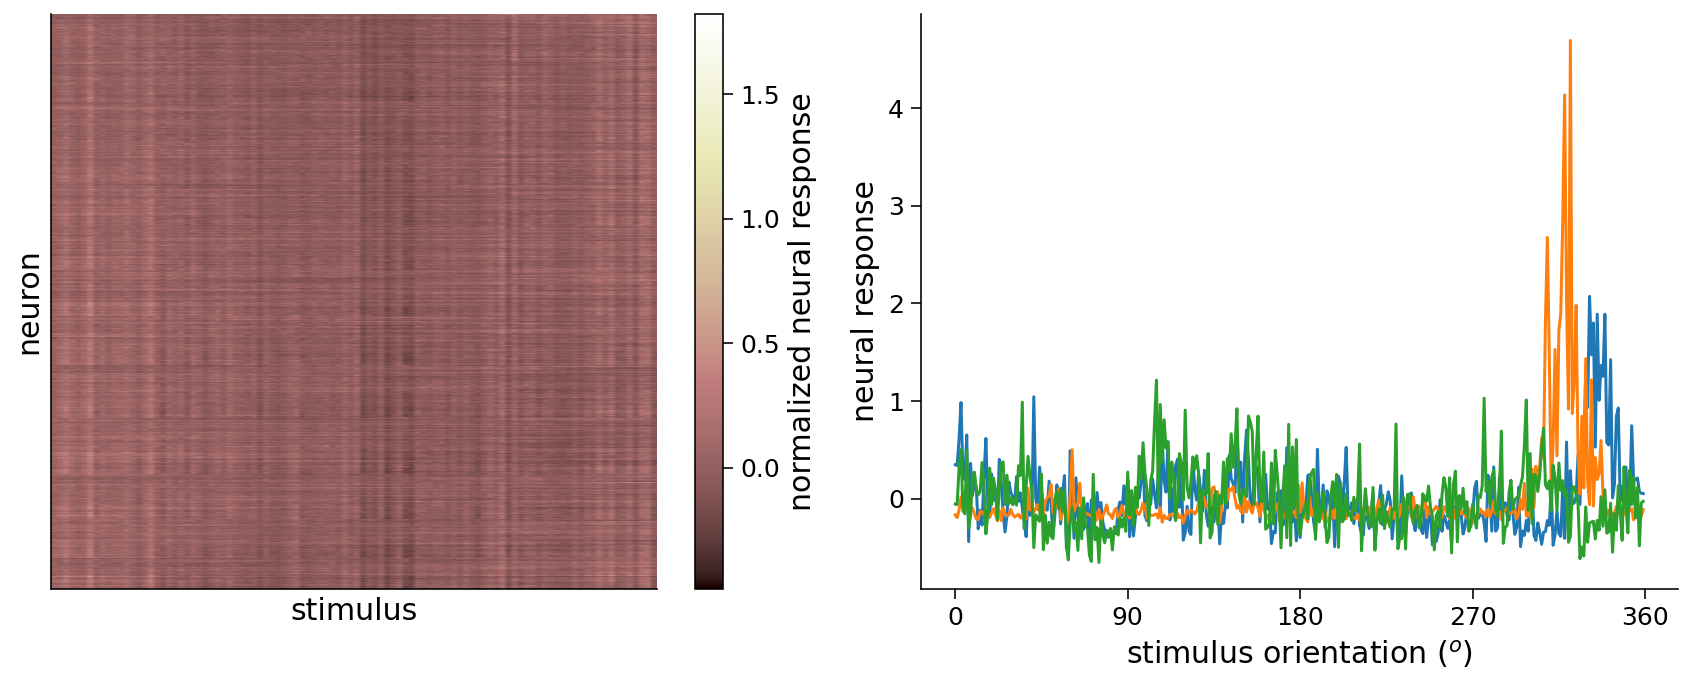 neuron
stimulus
1.5
1.0
0.5
0.0
normalized neural response
neural response
4
3
2
1
0
0 90 180 270 360
stimulus orientation (o)